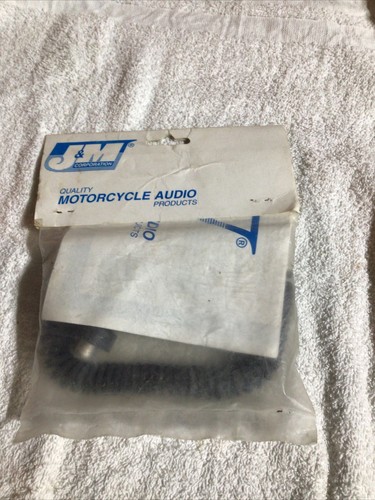 J&M
CORPORATION
QUALITY
MOTORCYCLE AUDIO
PRODUCTS
®